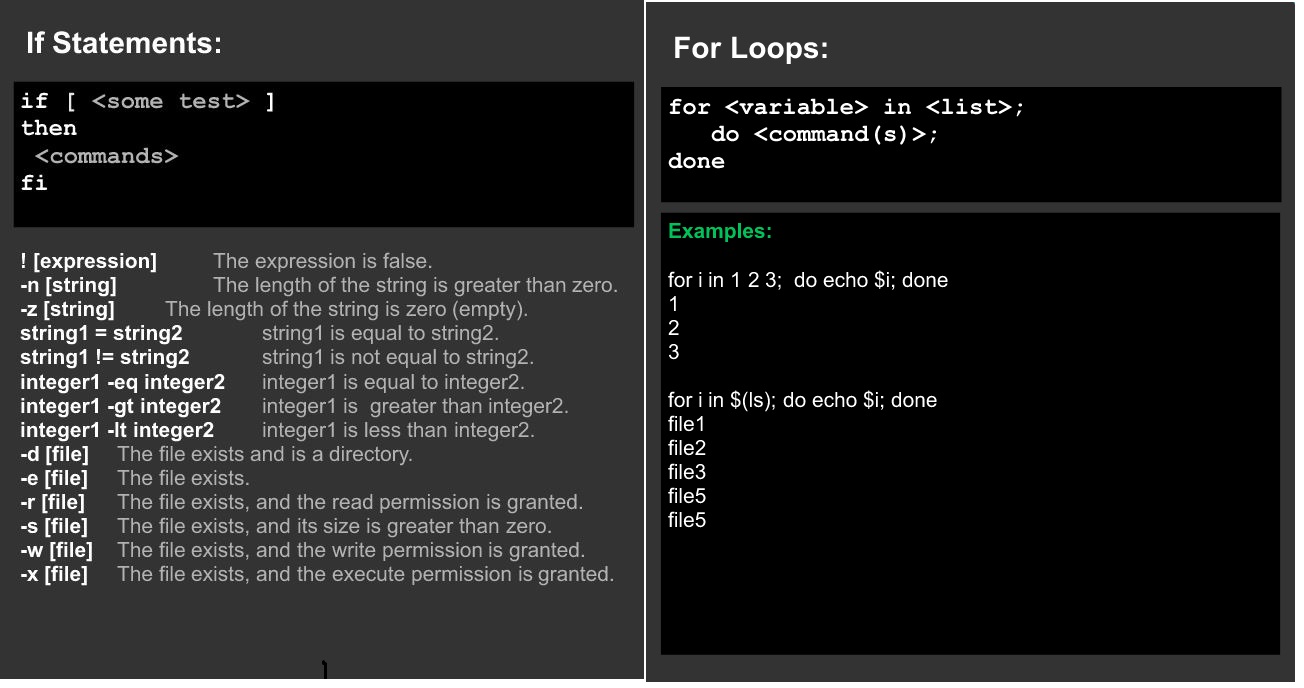 If Statements:
if [ <some test> ]
then
<commands>
fi
! [expression] The expression is false.
-n [string] The length of the string is greater than zero.
-z [string] The length of the string is zero (empty).
string1 = string2 string1 is equal to string2.
string1 != string2 string1 is not equal to string2.
integer1 -eq integer2 integer1 is equal to integer2.
integer1 -gt integer2 integer1 is greater than integer2.
integer1 -lt integer2 integer1 is less than integer2.
-d [file] The file exists and is a directory.
-e [file] The file exists.
-r [file] The file exists, and the read permission is granted.
-s [file] The file exists, and its size is greater than zero.
-w [file] The file exists, and the write permission is granted.
-x [file] The file exists, and the execute permission is granted.
For Loops:
for <variable> in <list>;
do <command(s)>;
done
Examples:
for i in 1 2 3; do echo $i; done
1
2
3
for i in $(ls); do echo $i; done
file1
file2
file3
file5
file5